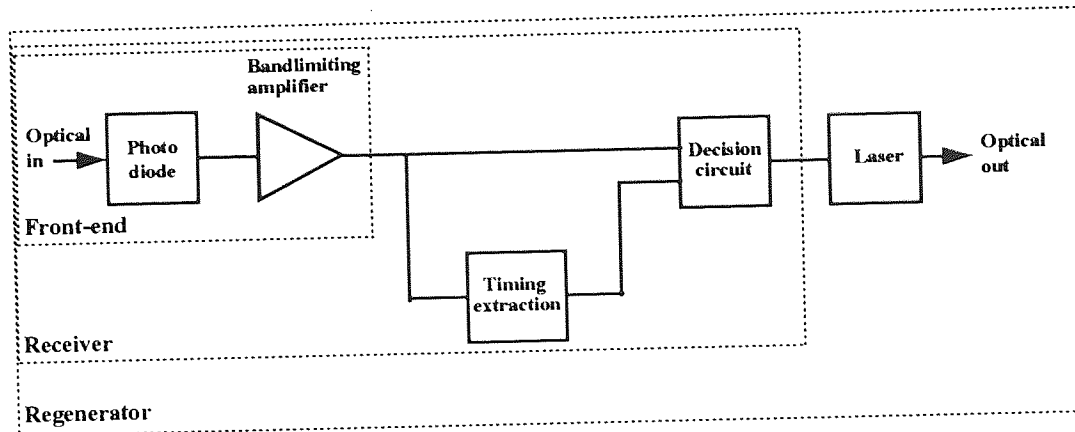 Bandlimiting
amplifier
Optical
in
Photo
diode
Front-end
Decision
circuit
Laser
Optical
out
Timing
extraction
Receiver
Regenerator